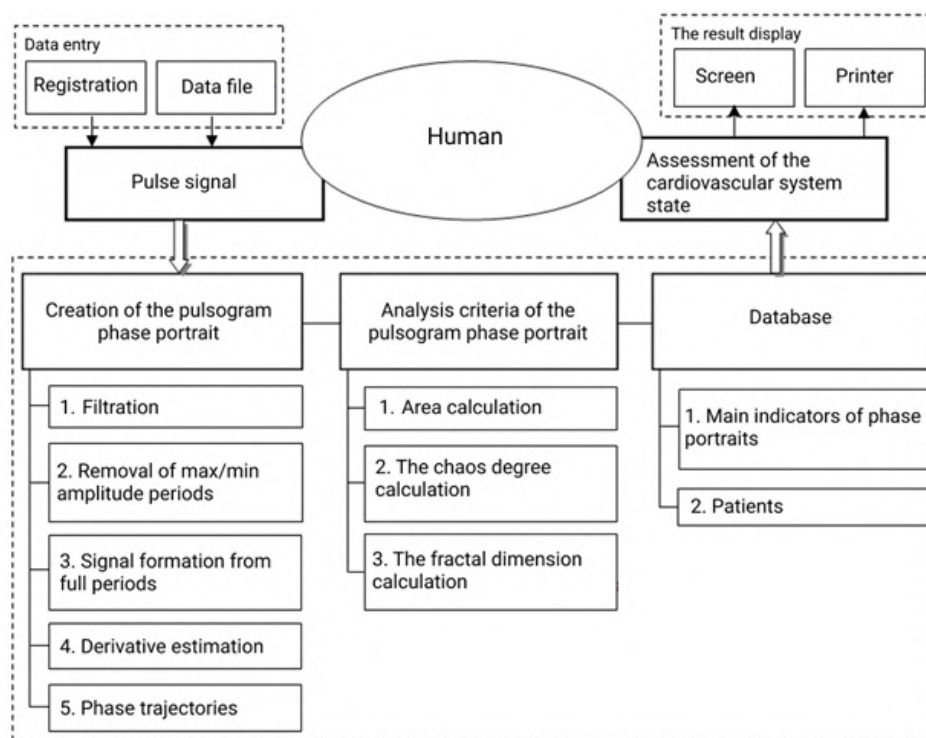 Data entry
Registration
Data file
Pulse signal
Human
The result display
Screen
Printer
Assessment of the
cardiovascular system
state
Creation of the pulsogram
phase portrait
1. Filtration
2. Removal of max/min
amplitude periods
3. Signal formation from
full periods
4. Derivative estimation
5. Phase trajectories
Analysis criteria of the
pulsogram phase portrait
1. Area calculation
2. The chaos degree
calculation
3. The fractal dimension
calculation
Database
1. Main indicators of phase
portraits
2. Patients